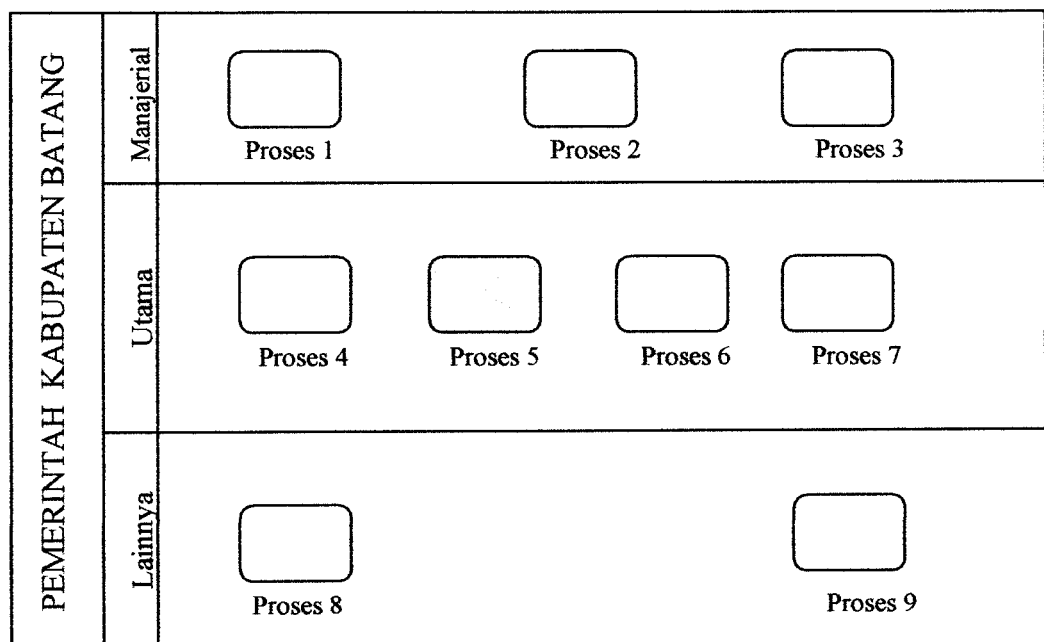 PEMERINTAH KABUPATEN BATANG
Manajerial
Proses 1
Proses 2
Proses 3
Utama
Proses 4
Proses 5
Proses 6
Proses 7
Lainnya
Proses 8
Proses 9